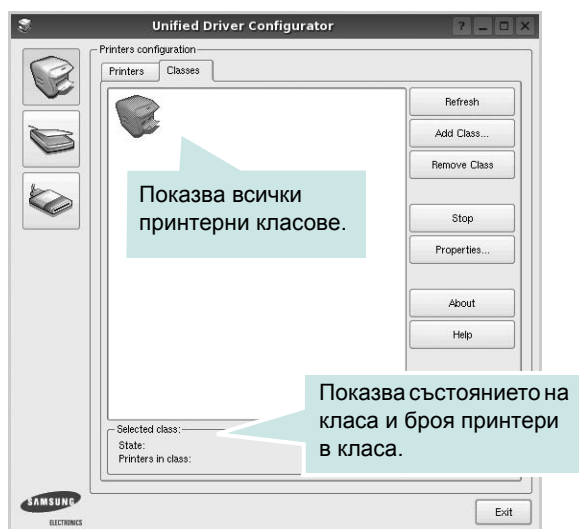 Unified Driver Configurator
Printers configuration
Printers
Classes
Refresh
Add Class...
Remove Class
Показва всички
принтерни класове.
Stop
Properties...
About
Help
Показва състоянието на
класа и броя принтери
в класа.
Selected class:
State:
Printers in class:
SAMSUNG
ELECTRONICS
Exit